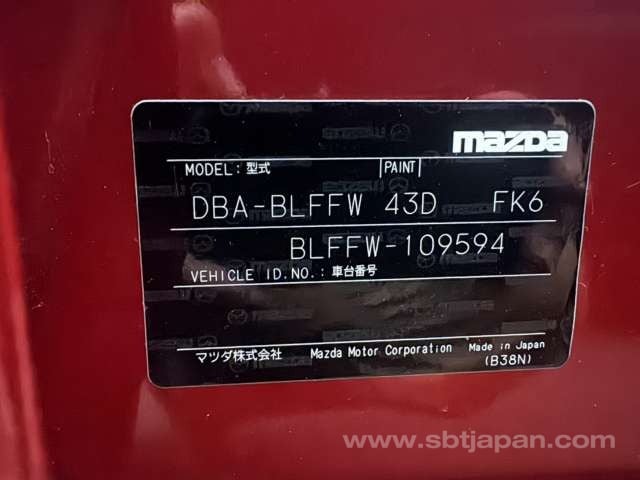 mazda
MODEL: 型式 PAINT
DBA-BLFFW 43D FK6
BLFFW-109594
VEHICLE ID.NO.: 車台番号
マツダ株式会社 Mazda Motor Corporation Made in Japan
(B38N)
www.sbtjapan.com